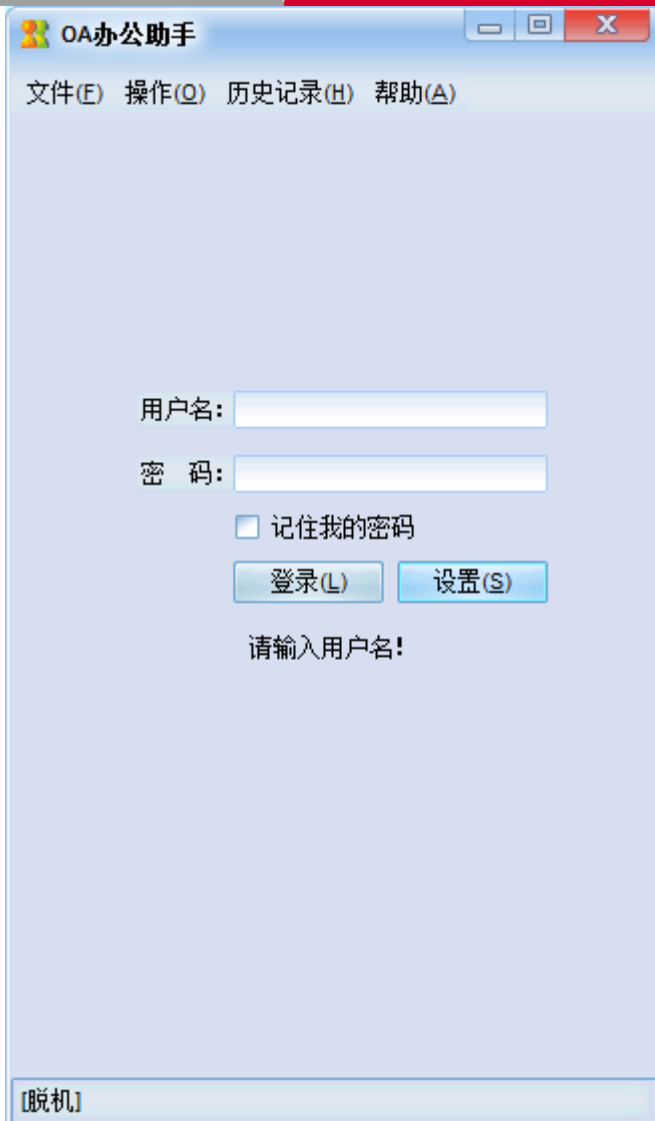 OA办公助手
文件(F) 操作(O) 历史记录(H) 帮助(A)
用户名:
密 码:
记住我的密码
登录(L) 设置(S)
请输入用户名!
[脱机]